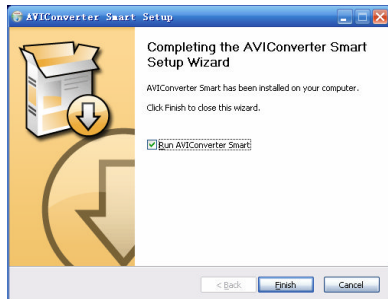 AVIConverter Smart Setup
Completing the AVIConverter Smart
Setup Wizard
AVIConverter Smart has been installed on your computer.
Click Finish to close this wizard.
Run AVIConverter Smart
< Back
Finish
Cancel